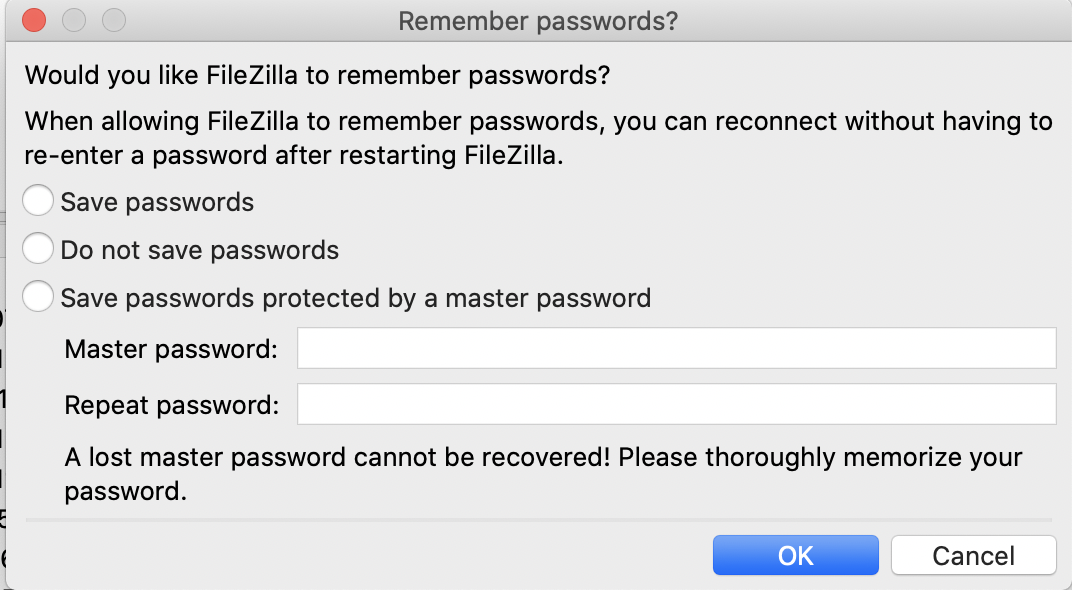 Remember passwords?
Would you like FileZilla to remember passwords?
When allowing FileZilla to remember passwords, you can reconnect without having to
re-enter a password after restarting FileZilla.
Save passwords
Do not save passwords
Save passwords protected by a master password
Master password:
Repeat password:
A lost master password cannot be recovered! Please thoroughly memorize your
password.
OK Cancel